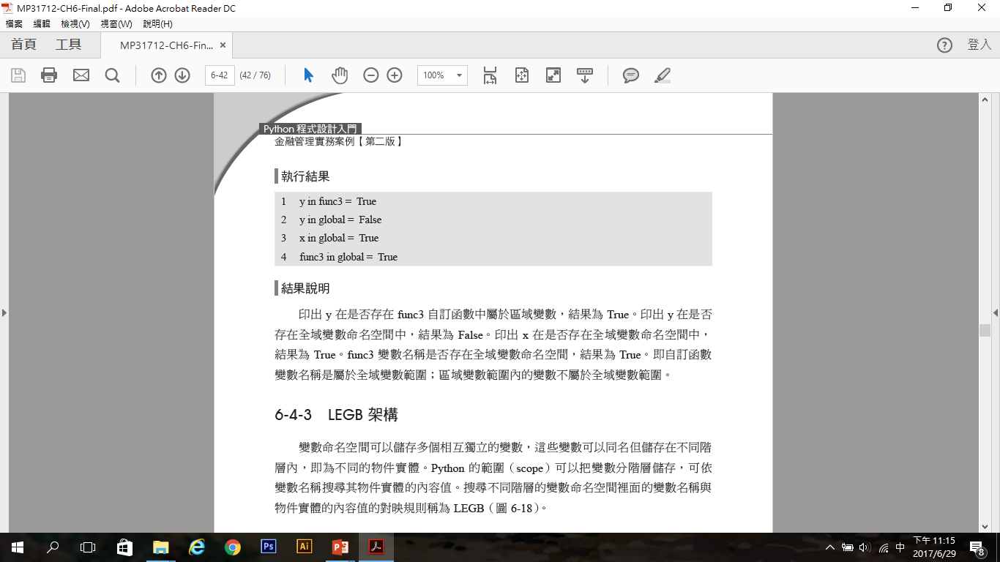 MP31712-CH6-Final.pdf - Adobe Acrobat Reader DC
檔案 編輯 檢視(V) 視窗(W) 說明(H)
首頁 工具 MP31712-CH6-Fin... × 登入
6-42 (42 / 76) 100%
Python 程式設計入門
金融管理實務案例【第二版】
執行結果
1 y in func3 = True
2 y in global = False
3 x in global = True
4 func3 in global = True
結果說明
印出 y 在是否存在 func3 自訂函數中屬於區域變數，結果為 True。印出 y 在是否
存在全域變數命名空間中，結果為 False。印出 x 在是否存在全域變數命名空間中，
結果為 True。func3 變數名稱是否存在全域變數命名空間，結果為 True。即自訂函數
變數名稱是屬於全域變數範圍；區域變數範圍內的變數不屬於全域變數範圍。
6-4-3 LEGB 架構
變數命名空間可以儲存多個相互獨立的變數，這些變數可以同名但儲存在不同階
層內，即為不同的物件實體。Python 的範圍（scope）可以把變數分階層儲存，可依
變數名稱搜尋其物件實體的內容值。搜尋不同階層的變數命名空間裡面的變數名稱與
物件實體的內容值的對映規則稱為 LEGB（圖 6-18）。
Ps Ai 中 下午 11:15
2017/6/29 8